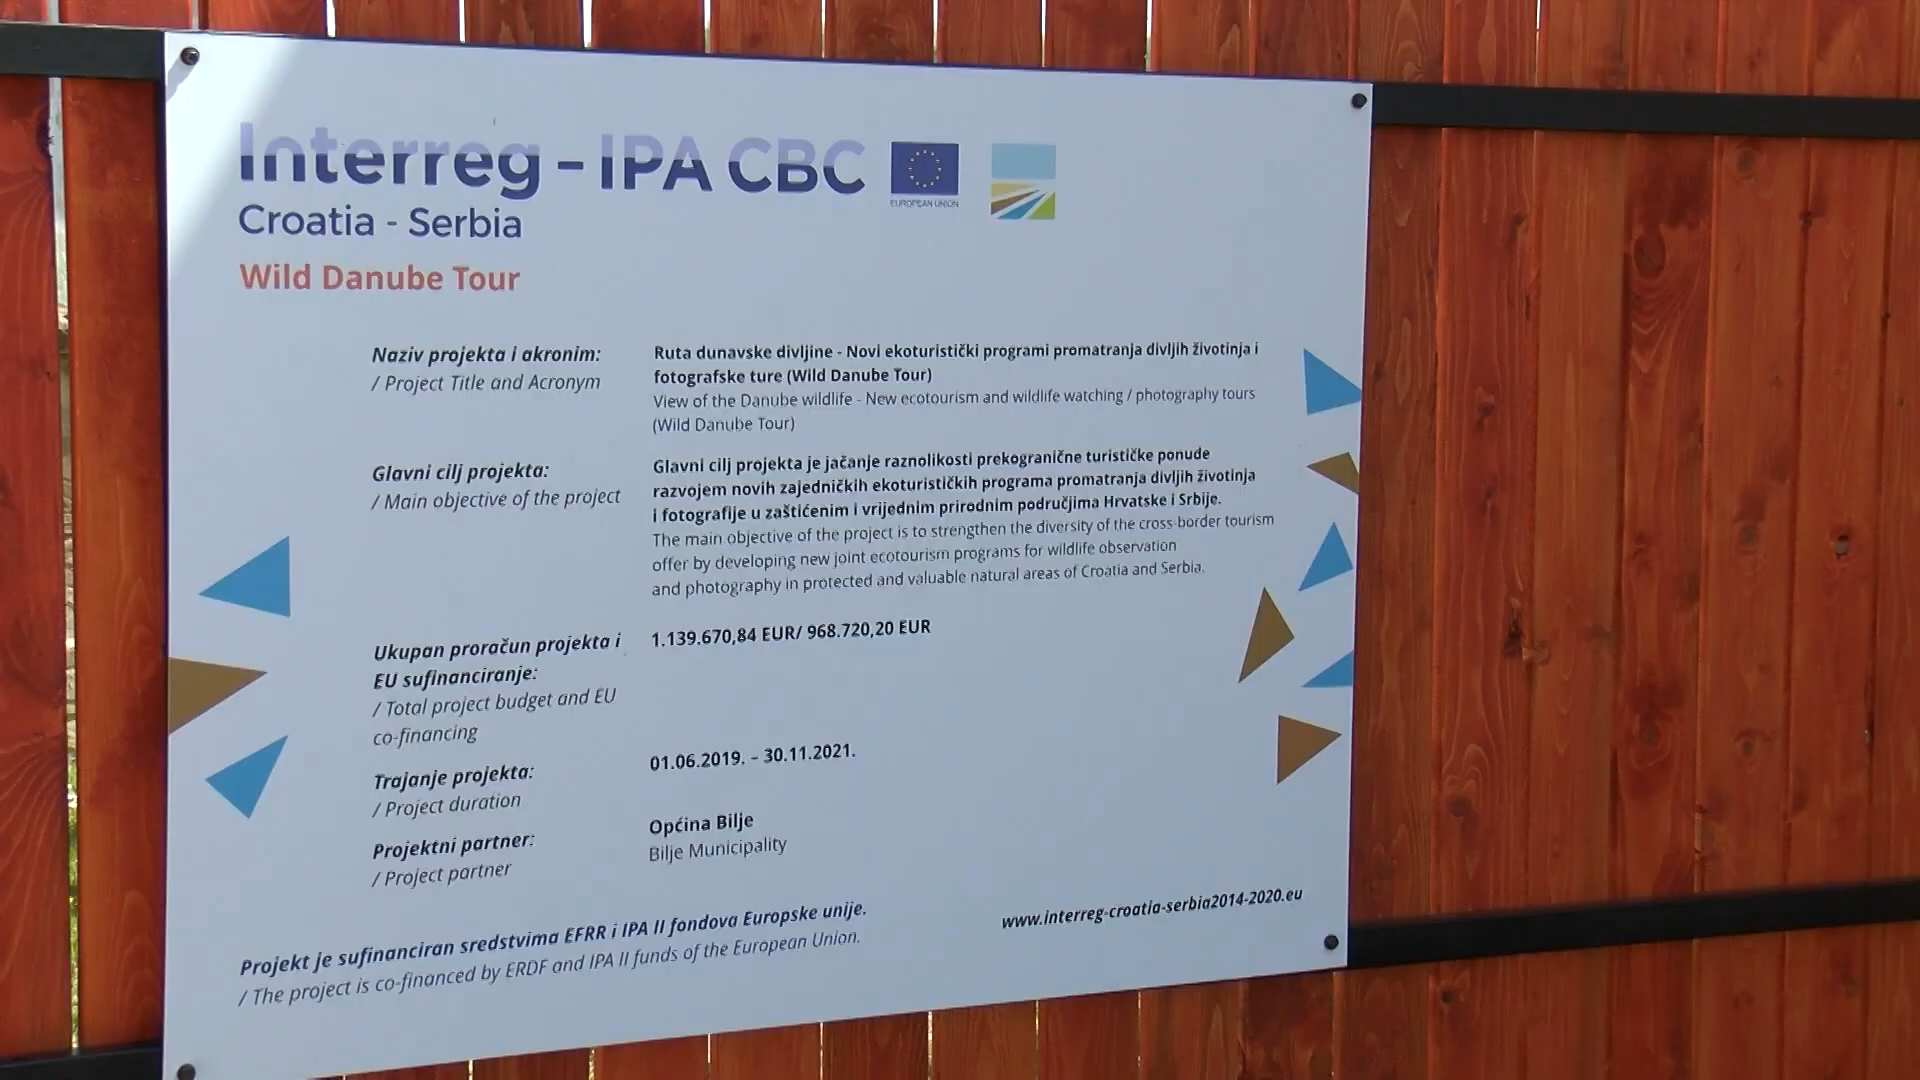 Interreg - IPA CBC
EUROPEAN UNION
Croatia - Serbia
Wild Danube Tour
Naziv projekta i akronim:
/ Project Title and Acronym
Ruta dunavske divljine - Novi ekoturistički programi promatranja divljih životinja i
fotografske ture (Wild Danube Tour)
View of the Danube wildlife - New ecotourism and wildlife watching / photography tours
(Wild Danube Tour)
Glavni cilj projekta:
/ Main objective of the project
Glavni cilj projekta je jačanje raznolikosti prekogranične turističke ponude
razvojem novih zajedničkih ekoturističkih programa promatranja divljih životinja
i fotografije u zaštićenim i vrijednim prirodnim područjima Hrvatske i Srbije.
The main objective of the project is to strengthen the diversity of the cross-border tourism
offer by developing new joint ecotourism programs for wildlife observation
and photography in protected and valuable natural areas of Croatia and Serbia.
Ukupan proračun projekta i
EU sufinanciranje:
/ Total project budget and EU
co-financing
1.139.670,84 EUR/ 968.720,20 EUR
Trajanje projekta:
/ Project duration
01.06.2019. – 30.11.2021.
Projektni partner:
/ Project partner
Općina Bilje
Bilje Municipality
Projekt je sufinanciran sredstvima EFRR i IPA II fondova Europske unije.
/ The project is co-financed by ERDF and IPA II funds of the European Union.
www.interreg-croatia-serbia2014-2020.eu